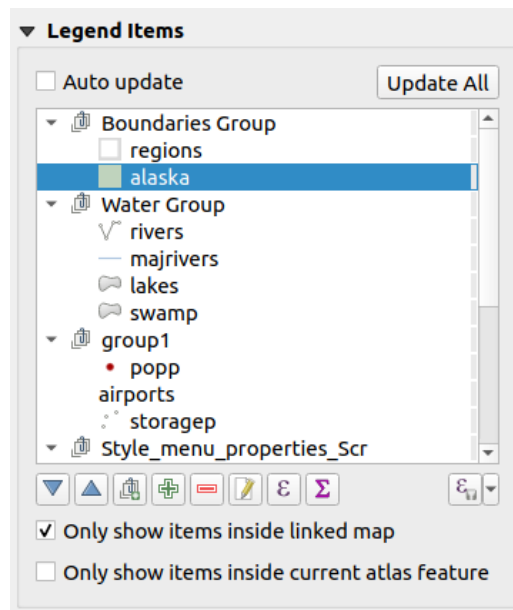 Legend Items
Auto update
Update All
Boundaries Group
regions
alaska
Water Group
rivers
majrivers
lakes
swamp
group1
popp
airports
storagep
Style_menu_properties_Scr
ε Σ ε
Only show items inside linked map
Only show items inside current atlas feature